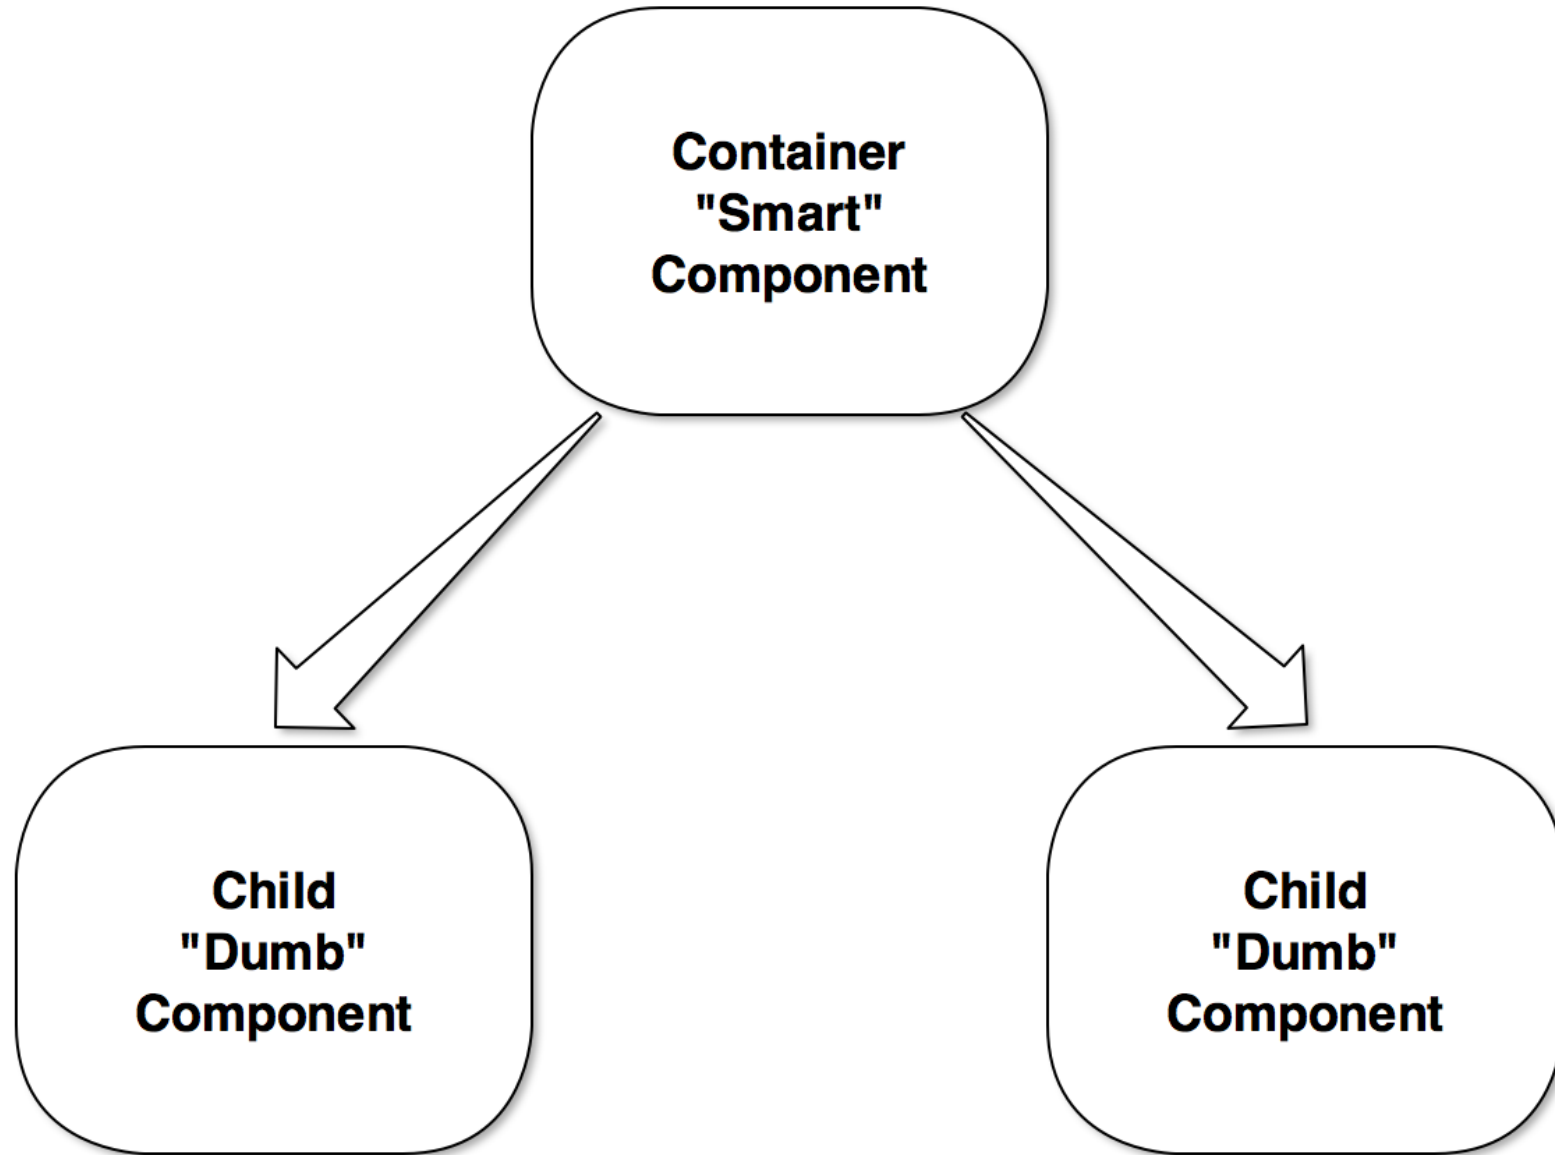 Container
"Smart"
Component
Child
"Dumb"
Component
Child
"Dumb"
Component